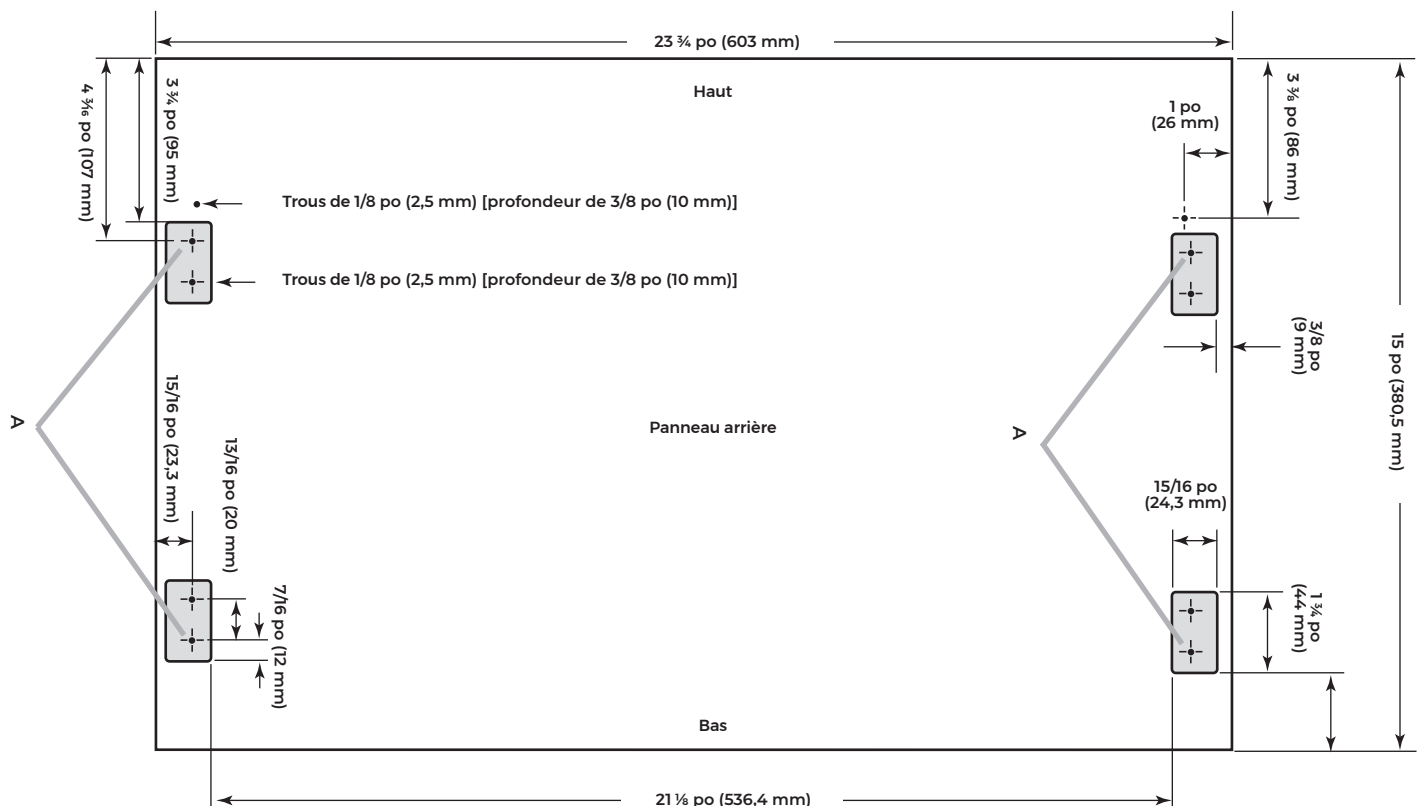 23 ¾ po (603 mm)
Haut
3 ¾ po (95 mm)
4 3⁄16 po (107 mm)
1 po
(26 mm)
3 3⁄8 po (86 mm)
Trous de 1/8 po (2,5 mm) [profondeur de 3/8 po (10 mm)]
Trous de 1/8 po (2,5 mm) [profondeur de 3/8 po (10 mm)]
3/8 po
(9 mm)
15 po (380,5 mm)
A
Panneau arrière
A
15/16 po (23,3 mm)
13/16 po (20 mm)
15/16 po
(24,3 mm)
7/16 po (12 mm)
1 ¾ po
(44 mm)
Bas
21 ⅛ po (536,4 mm)